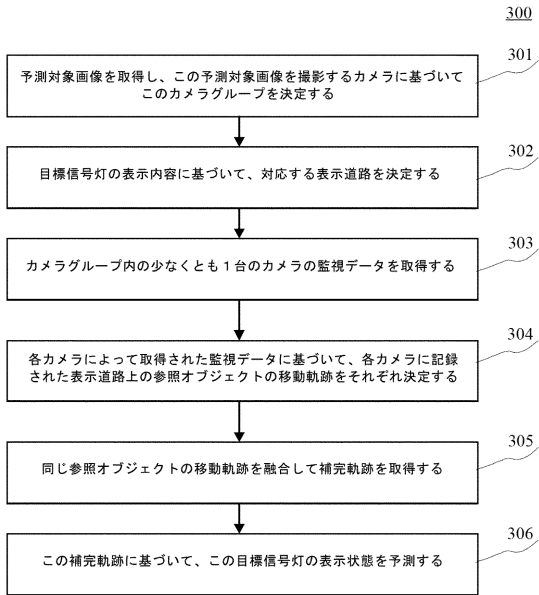 300
301
予測対象画像を取得し、この予測対象画像を撮影するカメラに基づいて
このカメラグループを決定する
302
目標信号灯の表示内容に基づいて、対応する表示道路を決定する
303
カメラグループ内の少なくとも1台のカメラの監視データを取得する
304
各カメラによって取得された監視データに基づいて、各カメラに記録
された表示道路上の参照オブジェクトの移動軌跡をそれぞれ決定する
305
同じ参照オブジェクトの移動軌跡を融合して補完軌跡を取得する
306
この補完軌跡に基づいて、この目標信号灯の表示状態を予測する